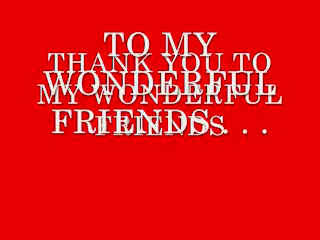 TO MY
WONDERFUL
FRIENDS . . .
THANK YOU TO
MY WONDERFUL
FRIENDS